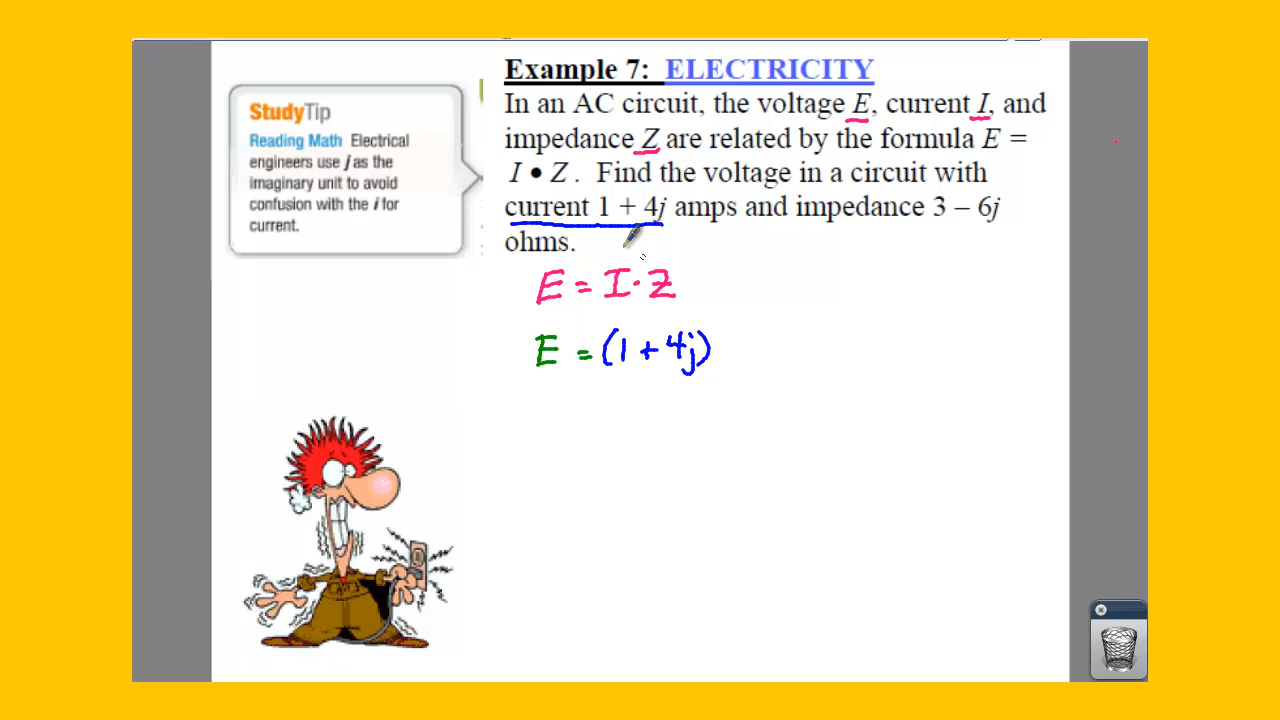 Example 7: ELECTRICITY
In an AC circuit, the voltage E, current I, and
impedance Z are related by the formula E =
I • Z . Find the voltage in a circuit with
current 1 + 4j amps and impedance 3 – 6j
ohms.
StudyTip
Reading Math Electrical
engineers use j as the
imaginary unit to avoid
confusion with the i for
current.
E = I · Z
E = (1 + 4j)